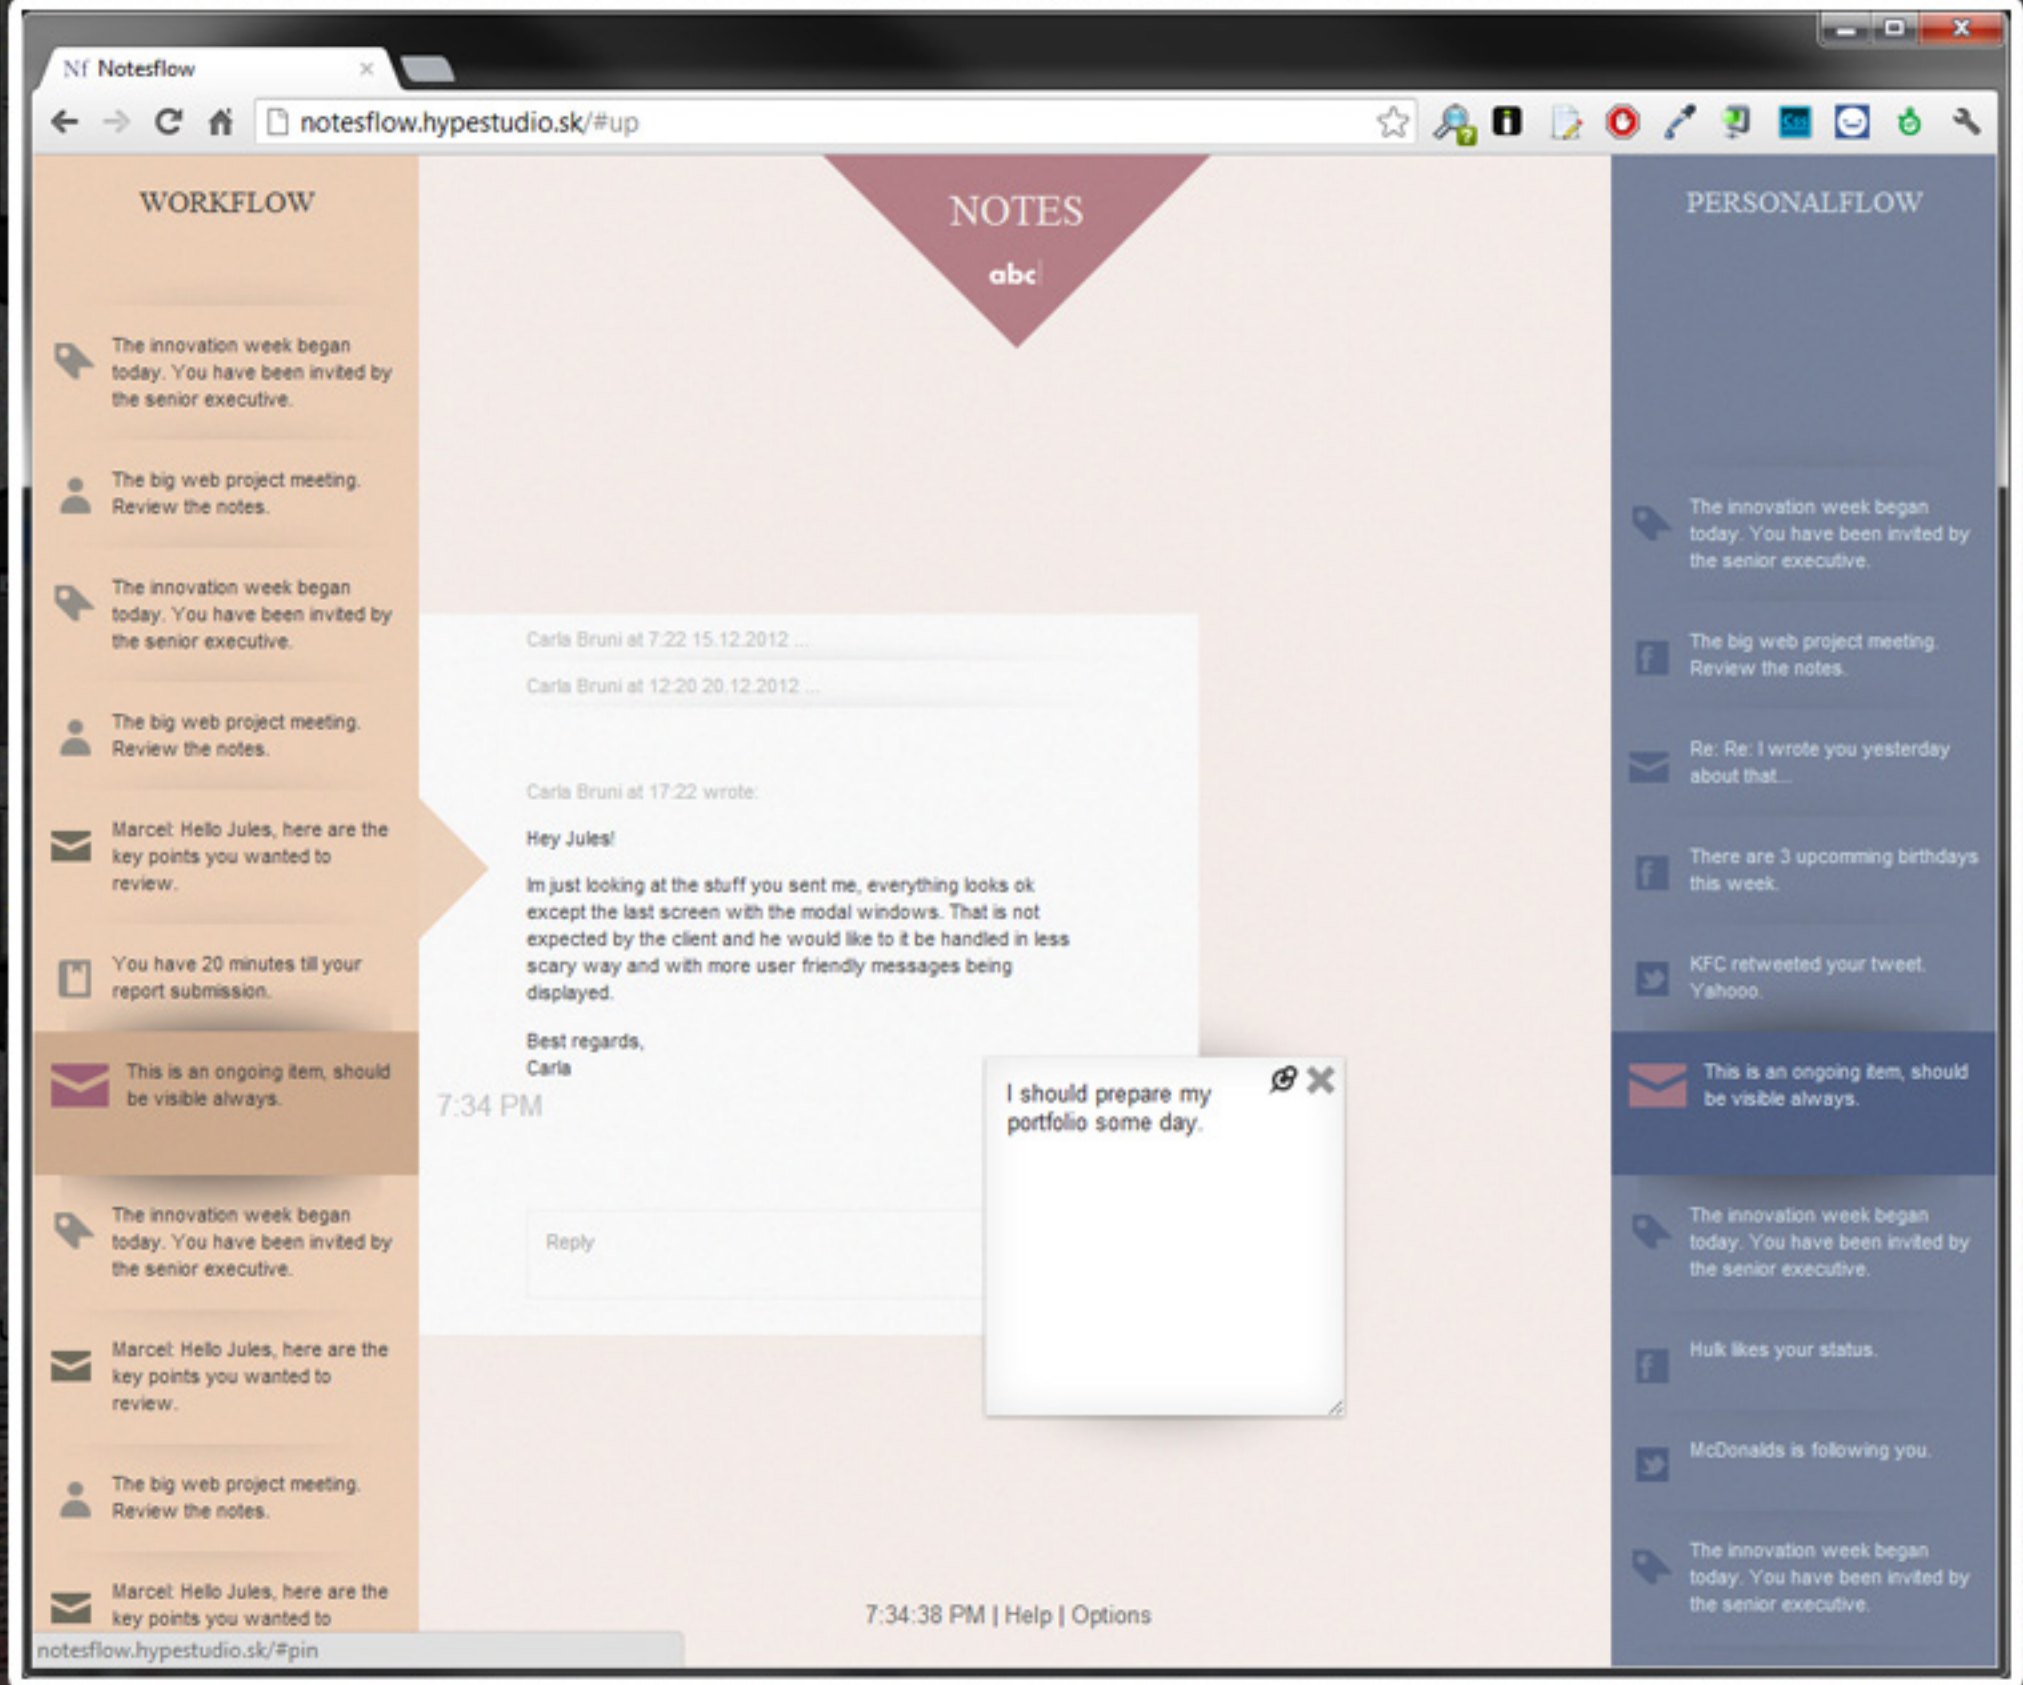 Nf Notesflow
notesflow.hypestudio.sk/#up
WORKFLOW
The innovation week began
today. You have been invited by
the senior executive.
The big web project meeting.
Review the notes.
The innovation week began
today. You have been invited by
the senior executive.
The big web project meeting.
Review the notes.
Marcel: Hello Jules, here are the
key points you wanted to
review.
You have 20 minutes till your
report submission.
This is an ongoing item, should
be visible always.
The innovation week began
today. You have been invited by
the senior executive.
Marcel: Hello Jules, here are the
key points you wanted to
review.
The big web project meeting.
Review the notes.
Marcel: Hello Jules, here are the
key points you wanted to
notesflow.hypestudio.sk/#pin
NOTES
abc
Carla Bruni at 7:22 15.12.2012 ...
Carla Bruni at 12:20 20.12.2012 ...
Carla Bruni at 17:22 wrote:
Hey Jules!
Im just looking at the stuff you sent me, everything looks ok
except the last screen with the modal windows. That is not
expected by the client and he would like to it be handled in less
scary way and with more user friendly messages being
displayed.
Best regards,
Carla
7:34 PM
Reply
I should prepare my
portfolio some day.
7:34:38 PM | Help | Options
PERSONALFLOW
The innovation week began
today. You have been invited by
the senior executive.
The big web project meeting.
Review the notes.
Re: Re: I wrote you yesterday
about that...
There are 3 upcomming birthdays
this week.
KFC retweeted your tweet.
Yahooo.
This is an ongoing item, should
be visible always.
The innovation week began
today. You have been invited by
the senior executive.
Hulk likes your status.
McDonalds is following you.
The innovation week began
today. You have been invited by
the senior executive.
Css